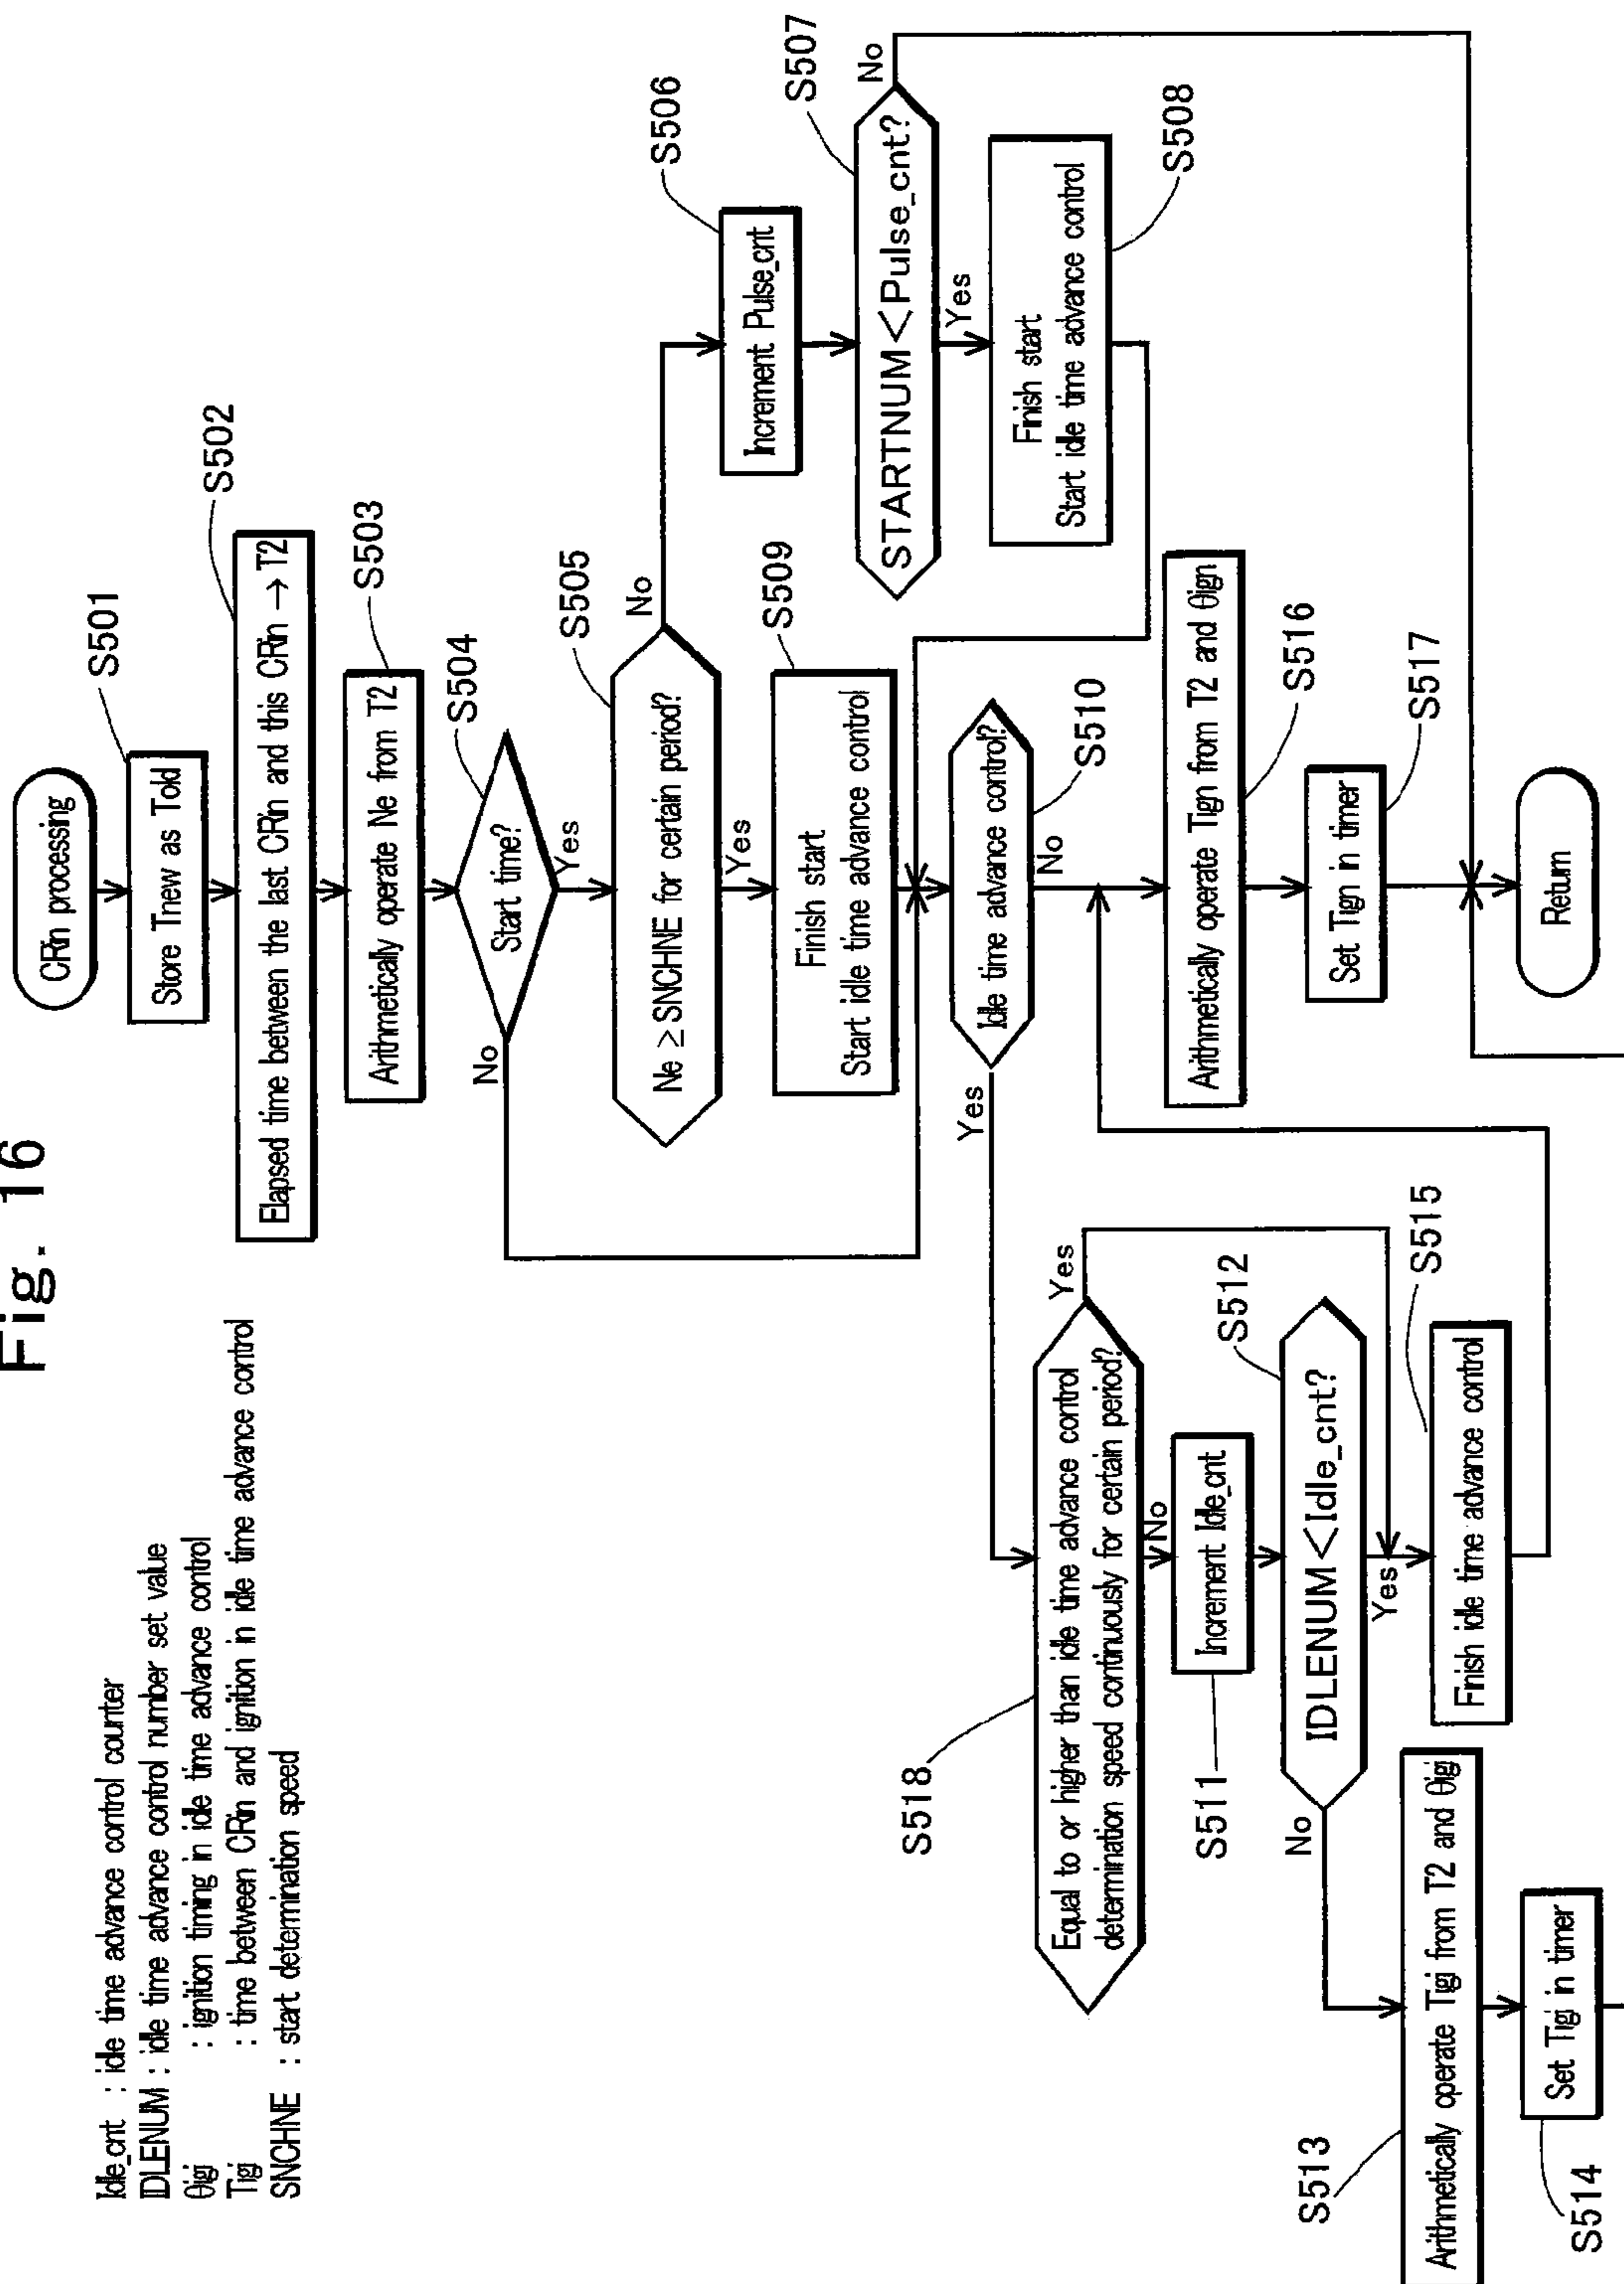 Fig. 16
Idle_cnt : idle time advance control counter
IDLENUM : idle time advance control number set value
θigi : ignition timing in idle time advance control
Tigi : time between CRin and ignition in idle time advance control
SNCHNE : start determination speed
CRin processing
S501
Store Tnew as Told
S502
Elapsed time between the last CRin and this CRin → T2
S503
Arithmetically operate Ne from T2
S504
Start time?
No
Yes
S505
Ne ≥ SNCHNE for certain period?
No
Yes
S506
Increment Pulse_cnt
S507
STARTNUM < Pulse_cnt?
No
Yes
S508
Finish start
Start idle time advance control
S509
Finish start
Start idle time advance control
S510
Idle time advance control?
Yes
No
S518
Equal to or higher than idle time advance control
determination speed continuously for certain period?
Yes
No
S511
Increment Idle_cnt
S512
IDLENUM < Idle_cnt?
No
Yes
S513
Arithmetically operate Tigi from T2 and θigi
S514
Set Tigi in timer
S515
Finish idle time advance control
S516
Arithmetically operate Tign from T2 and θign
S517
Set Tign in timer
Return